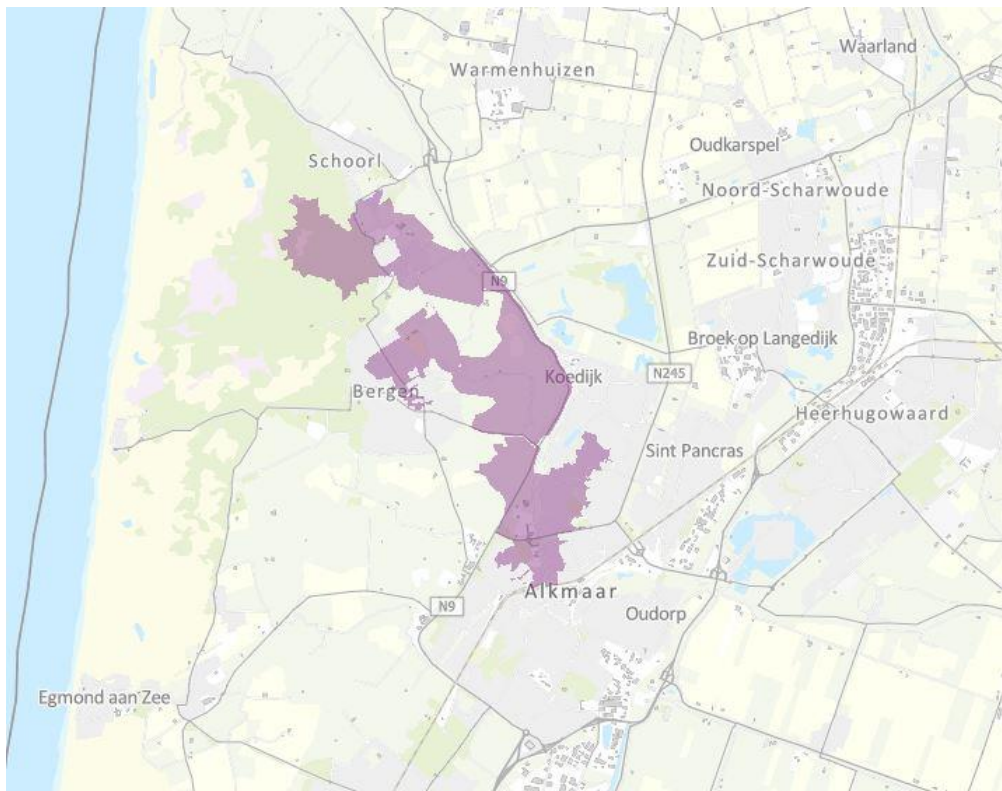 Waarland
Warmenhuizen
Oudkarspel
Schoorl
Noord-Scharwoude
Zuid-Scharwoude
N9
Broek op Langedijk
Koedijk
N245
Bergen
Heerhugowaard
Sint Pancras
Alkmaar
N9
Oudorp
Egmond aan Zee